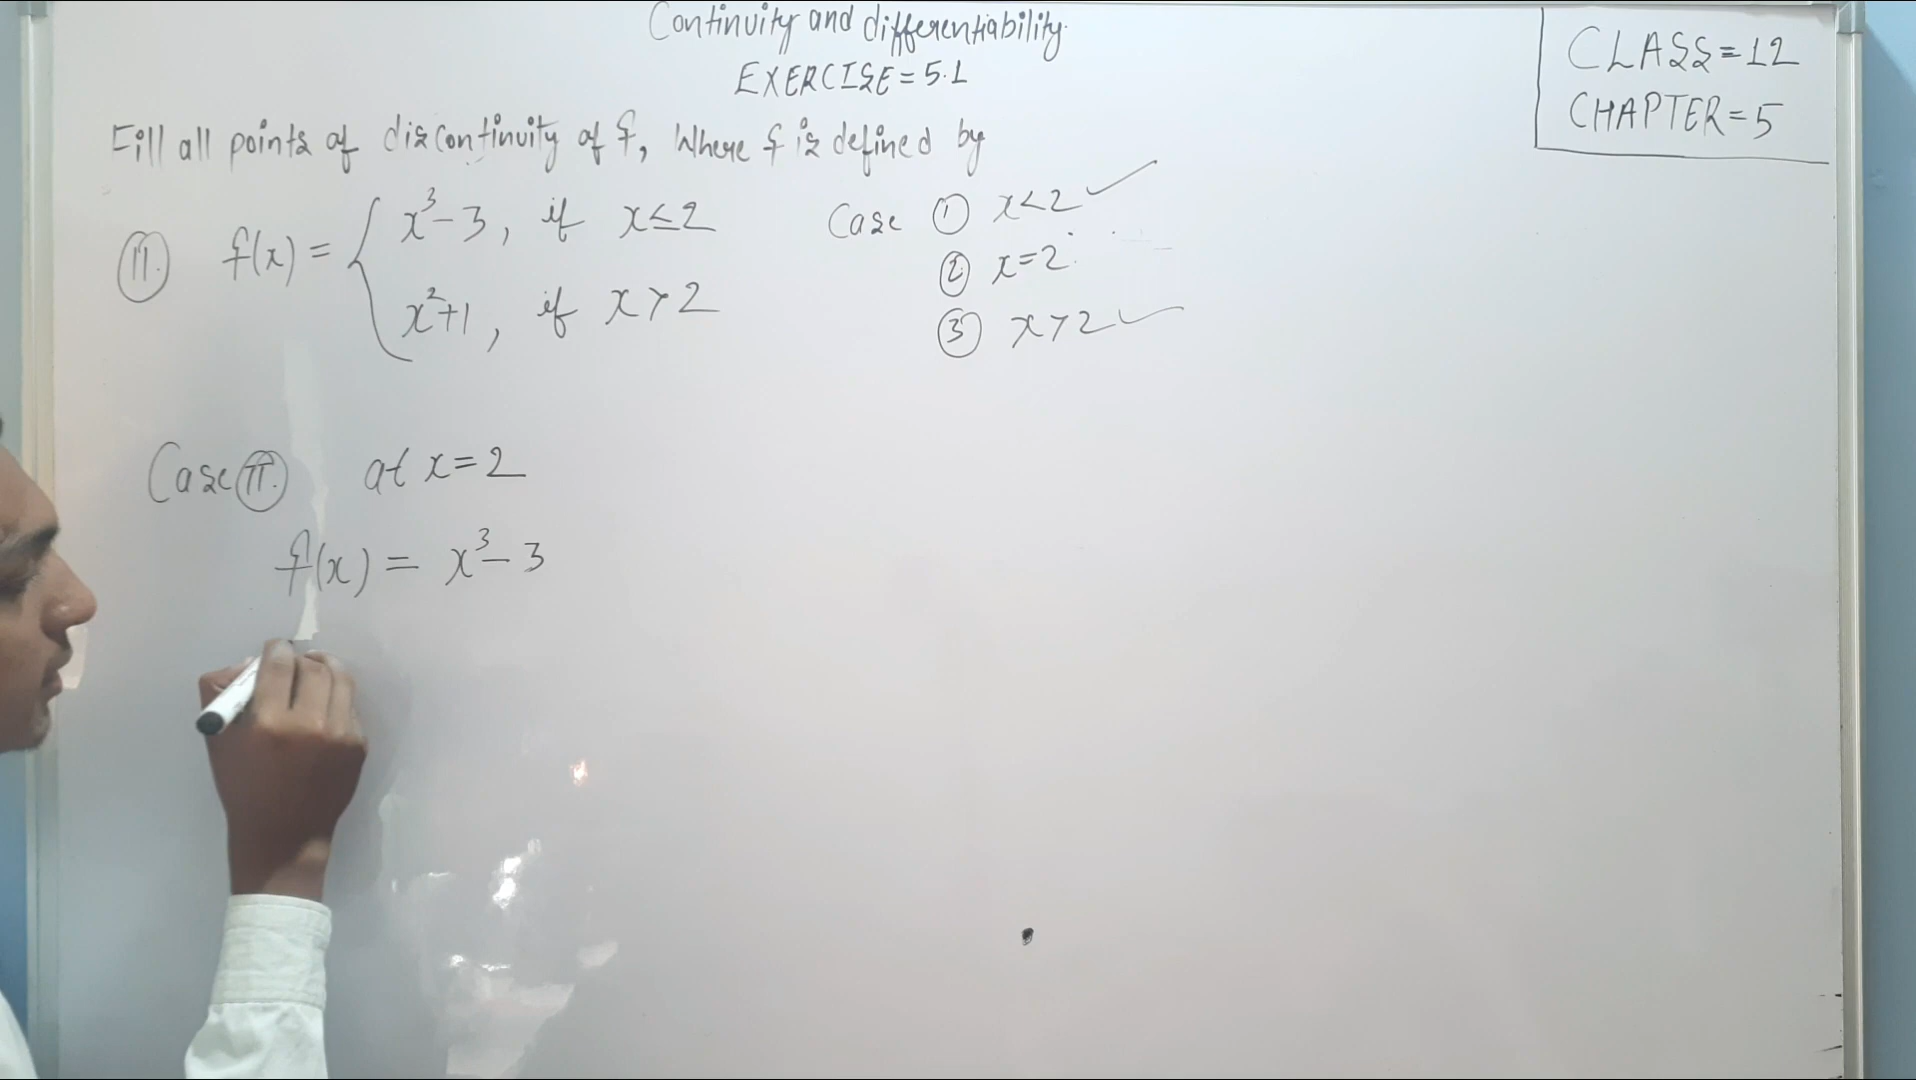 Continuity and differentiability.
EXERCISE = 5.1
CLASS = 12
CHAPTER = 5
Fill all points of discontinuity of f, Where f is defined by
11. f(x) = { x³-3, if x≤2
x²+1, if x>2
Case ① x<2 ✓
② x=2
③ x>2 ✓
Case II. at x=2
f(x) = x³-3